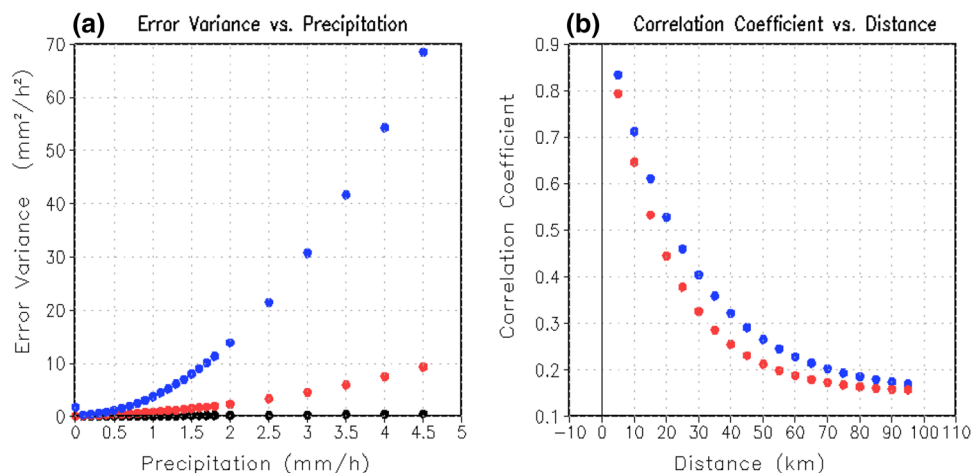 (a) Error Variance vs. Precipitation
70
60
50
40
30
20
10
0
0 0.5 1 1.5 2 2.5 3 3.5 4 4.5 5
Precipitation (mm/h)
Error Variance (mm²/h²)
(b) Correlation Coefficient vs. Distance
0.9
0.8
0.7
0.6
0.5
0.4
0.3
0.2
0.1
-10 0 10 20 30 40 50 60 70 80 90 100 110
Distance (km)
Correlation Coefficient